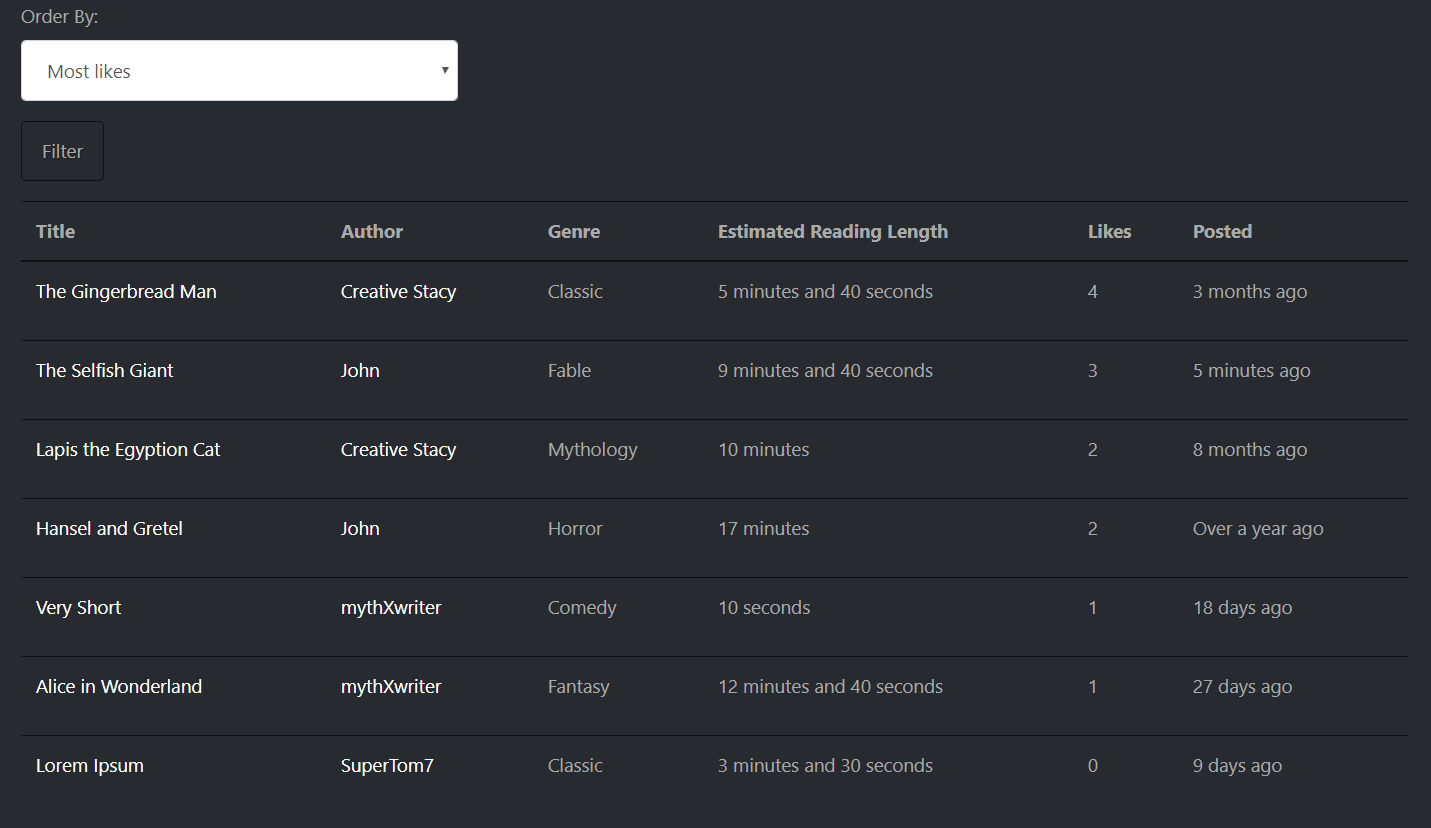 Order By:
Most likes
Filter
Title Author Genre Estimated Reading Length Likes Posted
The Gingerbread Man Creative Stacy Classic 5 minutes and 40 seconds 4 3 months ago
The Selfish Giant John Fable 9 minutes and 40 seconds 3 5 minutes ago
Lapis the Egyption Cat Creative Stacy Mythology 10 minutes 2 8 months ago
Hansel and Gretel John Horror 17 minutes 2 Over a year ago
Very Short mythXwriter Comedy 10 seconds 1 18 days ago
Alice in Wonderland mythXwriter Fantasy 12 minutes and 40 seconds 1 27 days ago
Lorem Ipsum SuperTom7 Classic 3 minutes and 30 seconds 0 9 days ago